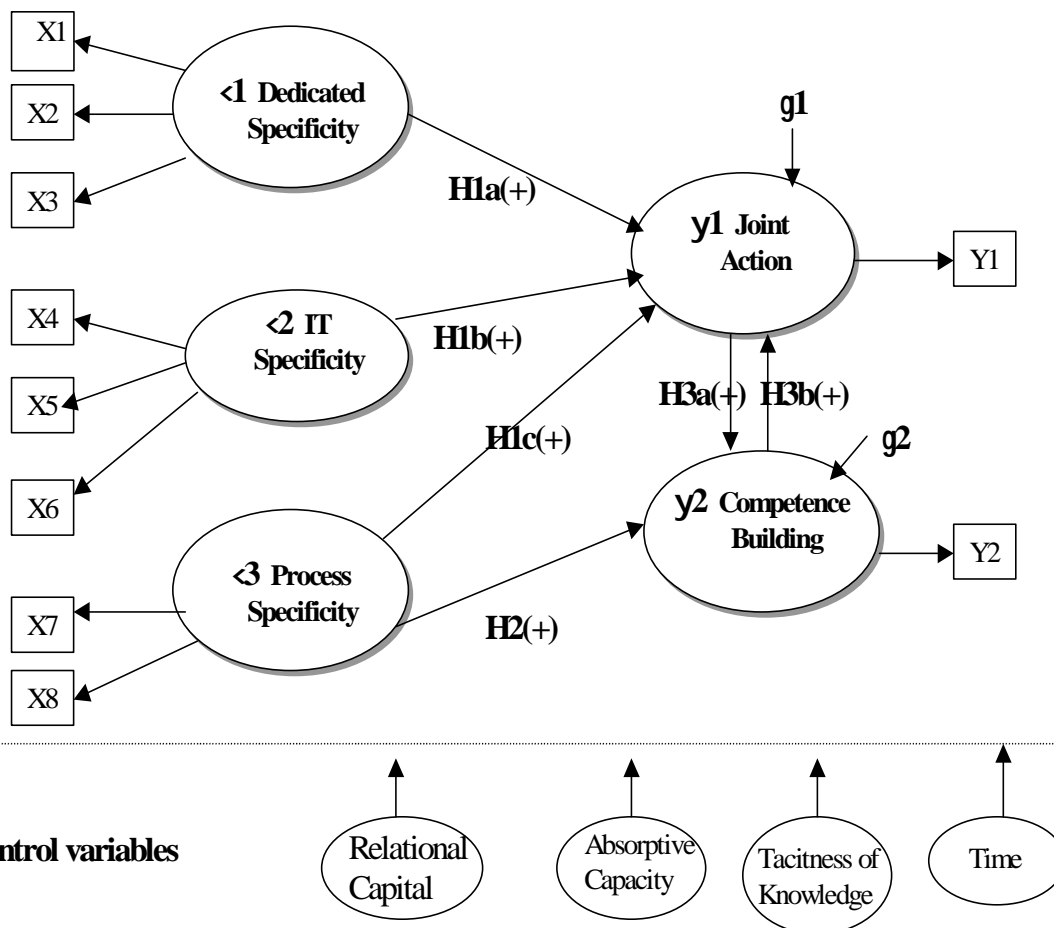 X1
X2
X3
<1 Dedicated
Specificity
H1a(+)
g1
y1 Joint
Action
Y1
X4
X5
X6
<2 IT
Specificity
H1b(+)
H3a(+) H3b(+)
H1c(+)
g2
y2 Competence
Building
Y2
<3 Process
Specificity
X7
X8
H2(+)
ntrol variables
Relational
Capital
Absorptive
Capacity
Tacitness of
Knowledge
Time